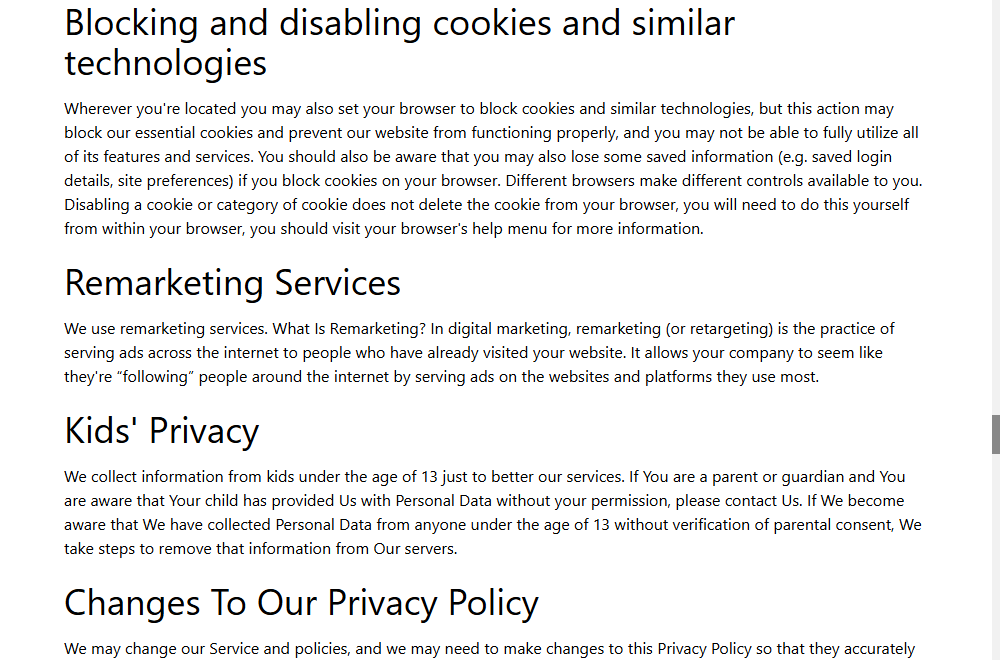 Blocking and disabling cookies and similar
technologies
Wherever you're located you may also set your browser to block cookies and similar technologies, but this action may
block our essential cookies and prevent our website from functioning properly, and you may not be able to fully utilize all
of its features and services. You should also be aware that you may also lose some saved information (e.g. saved login
details, site preferences) if you block cookies on your browser. Different browsers make different controls available to you.
Disabling a cookie or category of cookie does not delete the cookie from your browser, you will need to do this yourself
from within your browser, you should visit your browser's help menu for more information.
Remarketing Services
We use remarketing services. What Is Remarketing? In digital marketing, remarketing (or retargeting) is the practice of
serving ads across the internet to people who have already visited your website. It allows your company to seem like
they're “following” people around the internet by serving ads on the websites and platforms they use most.
Kids' Privacy
We collect information from kids under the age of 13 just to better our services. If You are a parent or guardian and You
are aware that Your child has provided Us with Personal Data without your permission, please contact Us. If We become
aware that We have collected Personal Data from anyone under the age of 13 without verification of parental consent, We
take steps to remove that information from Our servers.
Changes To Our Privacy Policy
We may change our Service and policies, and we may need to make changes to this Privacy Policy so that they accurately